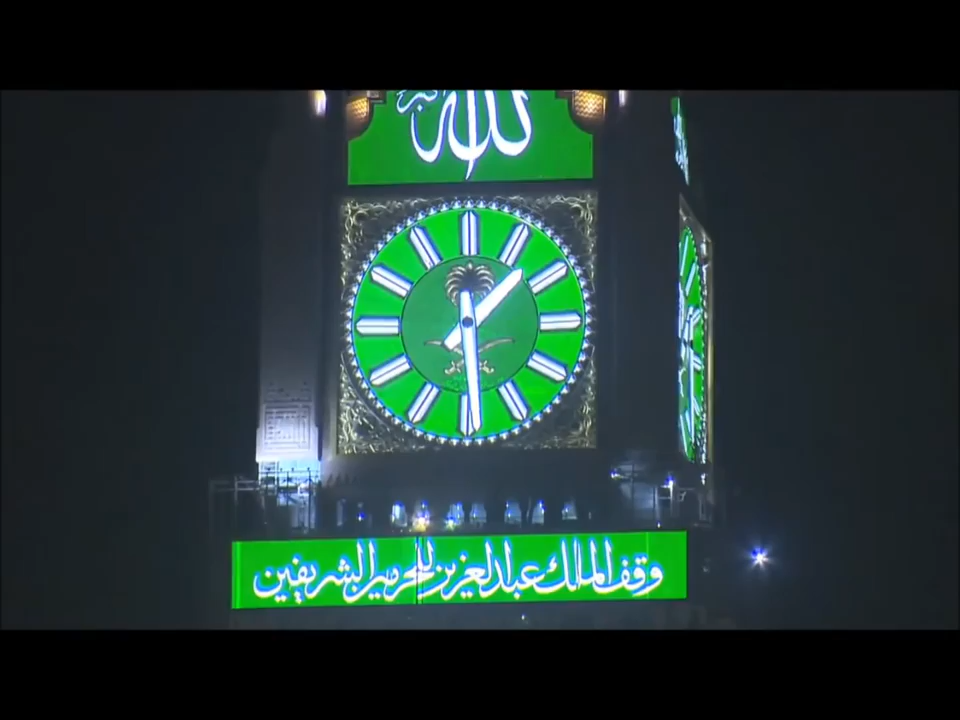 الله أكبر
وقف الملك عبدالعزيز للحرمين الشريفين